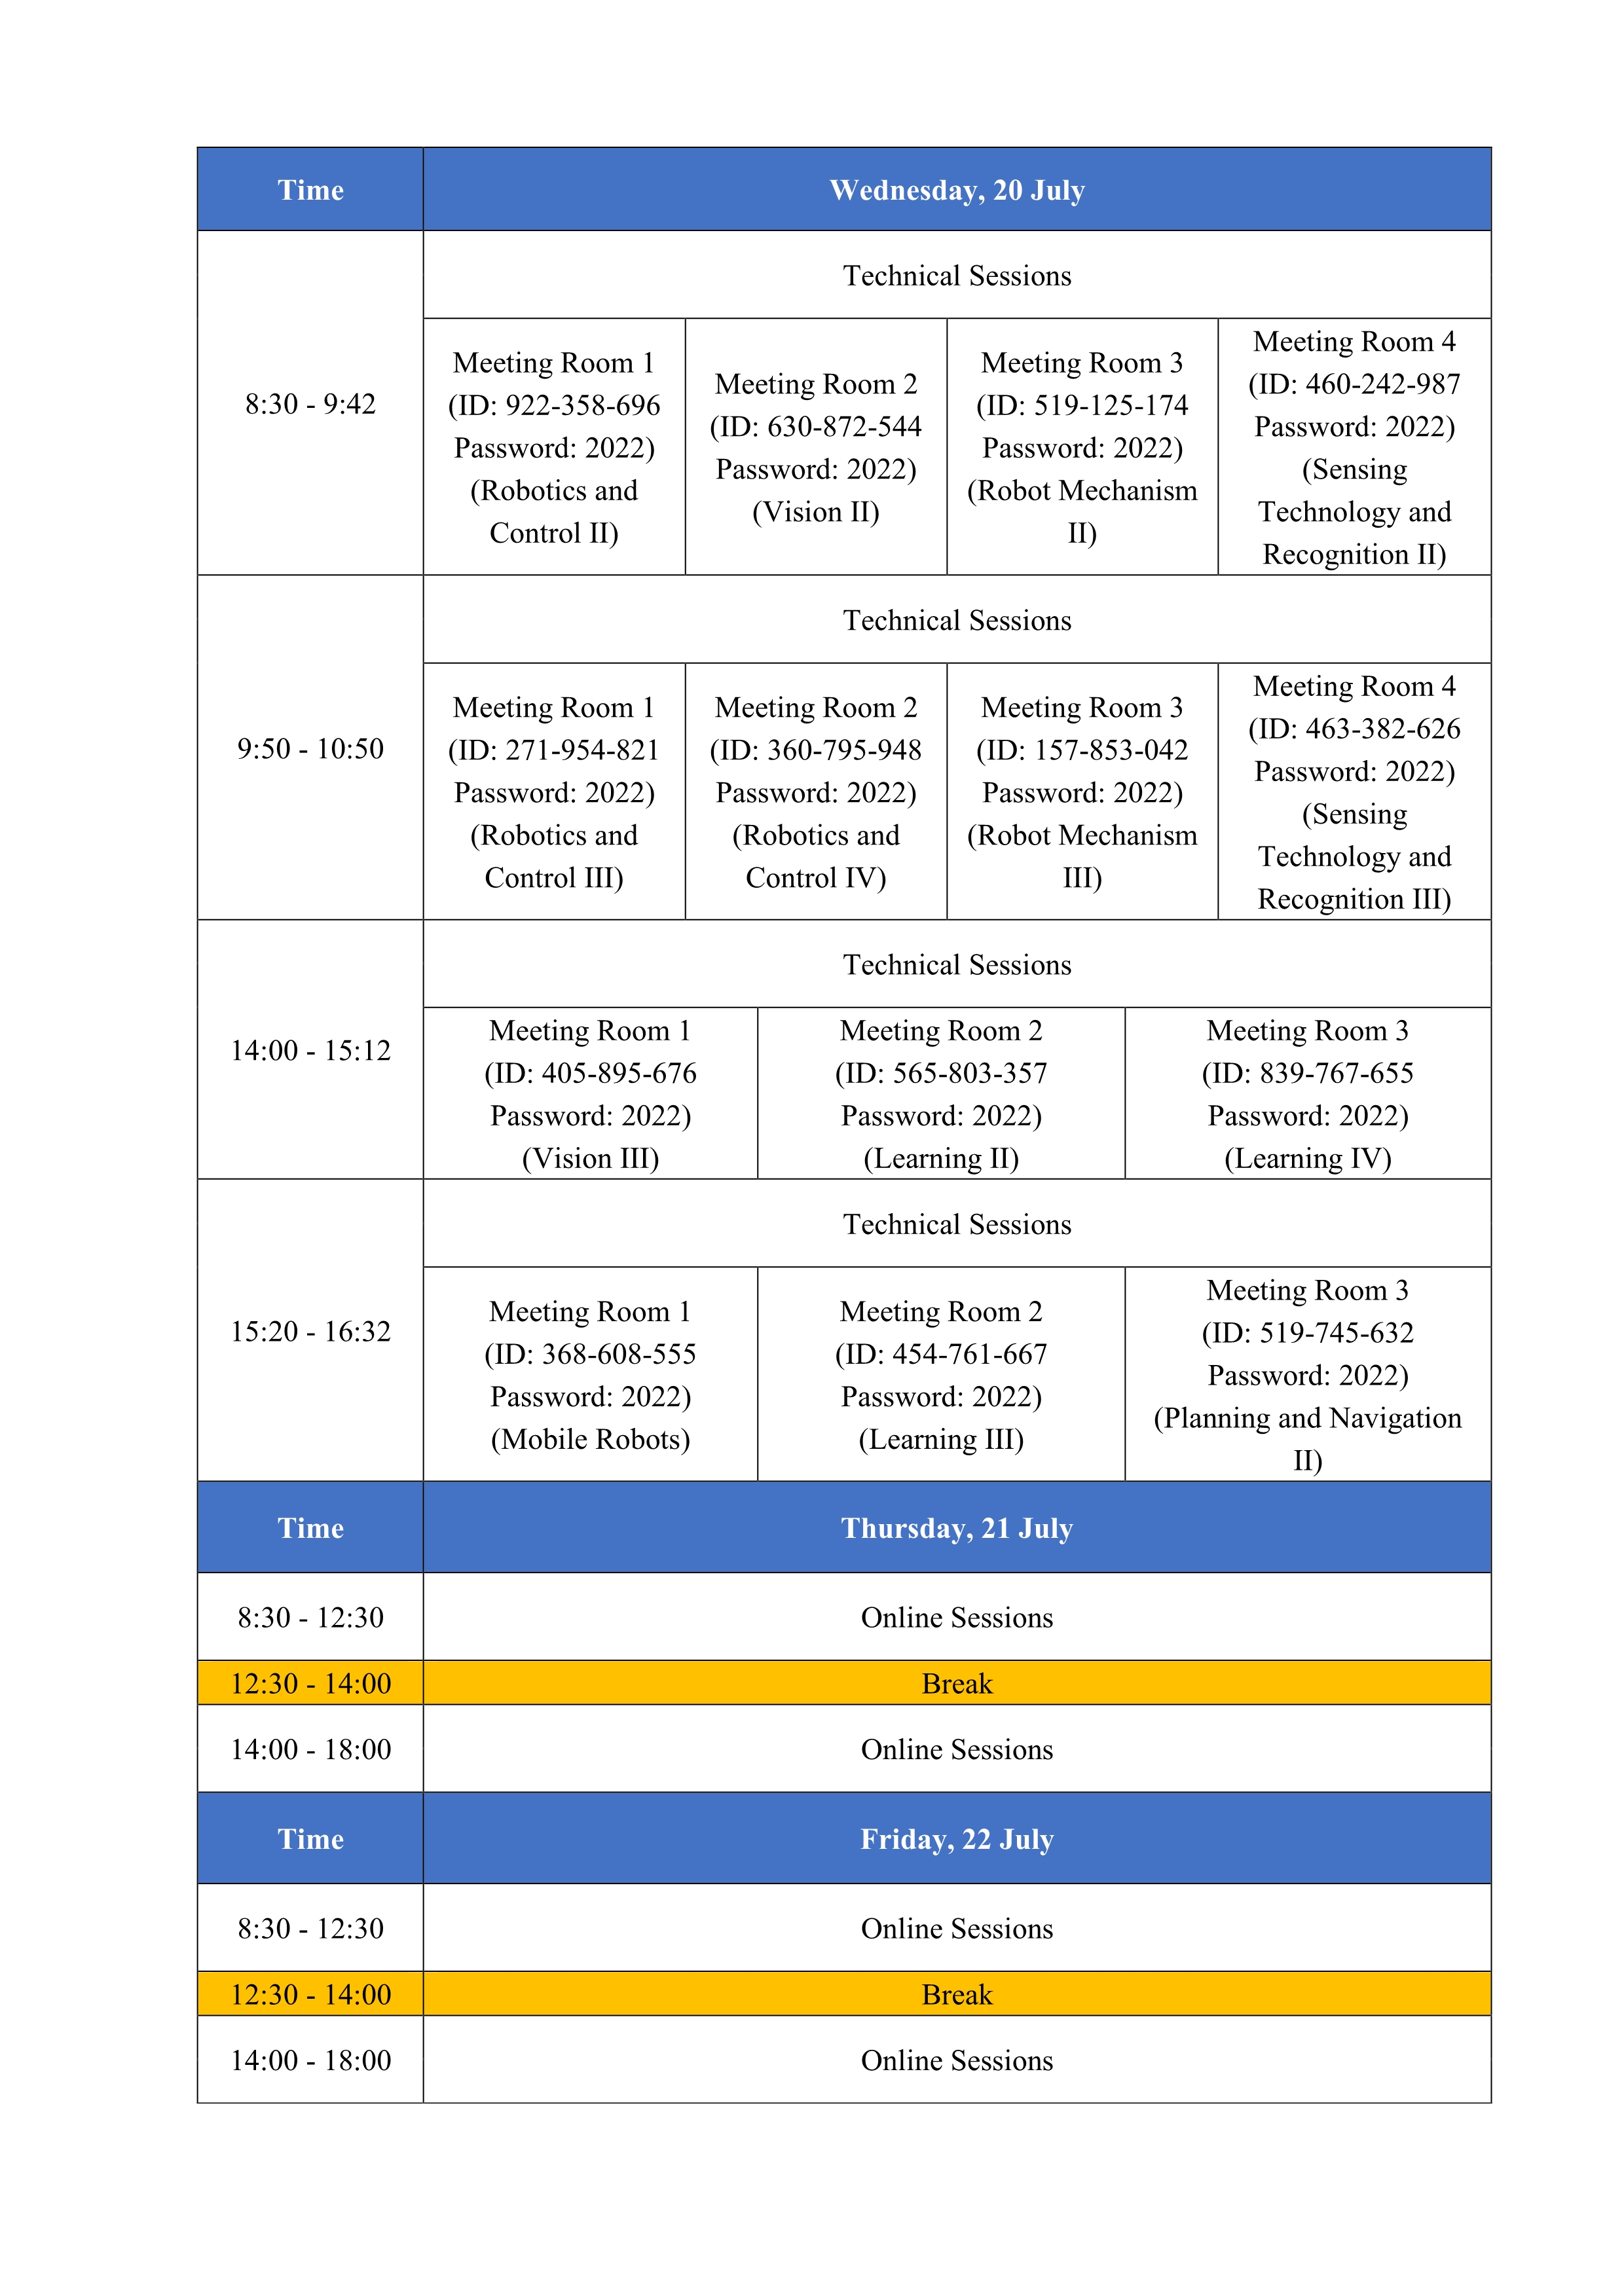 Time
Wednesday, 20 July
8:30 - 9:42
Technical Sessions
Meeting Room 1
(ID: 922-358-696
Password: 2022)
(Robotics and
Control II)
Meeting Room 2
(ID: 630-872-544
Password: 2022)
(Vision II)
Meeting Room 3
(ID: 519-125-174
Password: 2022)
(Robot Mechanism
II)
Meeting Room 4
(ID: 460-242-987
Password: 2022)
(Sensing
Technology and
Recognition II)
9:50 - 10:50
Technical Sessions
Meeting Room 1
(ID: 271-954-821
Password: 2022)
(Robotics and
Control III)
Meeting Room 2
(ID: 360-795-948
Password: 2022)
(Robotics and
Control IV)
Meeting Room 3
(ID: 157-853-042
Password: 2022)
(Robot Mechanism
III)
Meeting Room 4
(ID: 463-382-626
Password: 2022)
(Sensing
Technology and
Recognition III)
14:00 - 15:12
Technical Sessions
Meeting Room 1
(ID: 405-895-676
Password: 2022)
(Vision III)
Meeting Room 2
(ID: 565-803-357
Password: 2022)
(Learning II)
Meeting Room 3
(ID: 839-767-655
Password: 2022)
(Learning IV)
15:20 - 16:32
Technical Sessions
Meeting Room 1
(ID: 368-608-555
Password: 2022)
(Mobile Robots)
Meeting Room 2
(ID: 454-761-667
Password: 2022)
(Learning III)
Meeting Room 3
(ID: 519-745-632
Password: 2022)
(Planning and Navigation
II)
Time
Thursday, 21 July
8:30 - 12:30
Online Sessions
12:30 - 14:00
Break
14:00 - 18:00
Online Sessions
Time
Friday, 22 July
8:30 - 12:30
Online Sessions
12:30 - 14:00
Break
14:00 - 18:00
Online Sessions